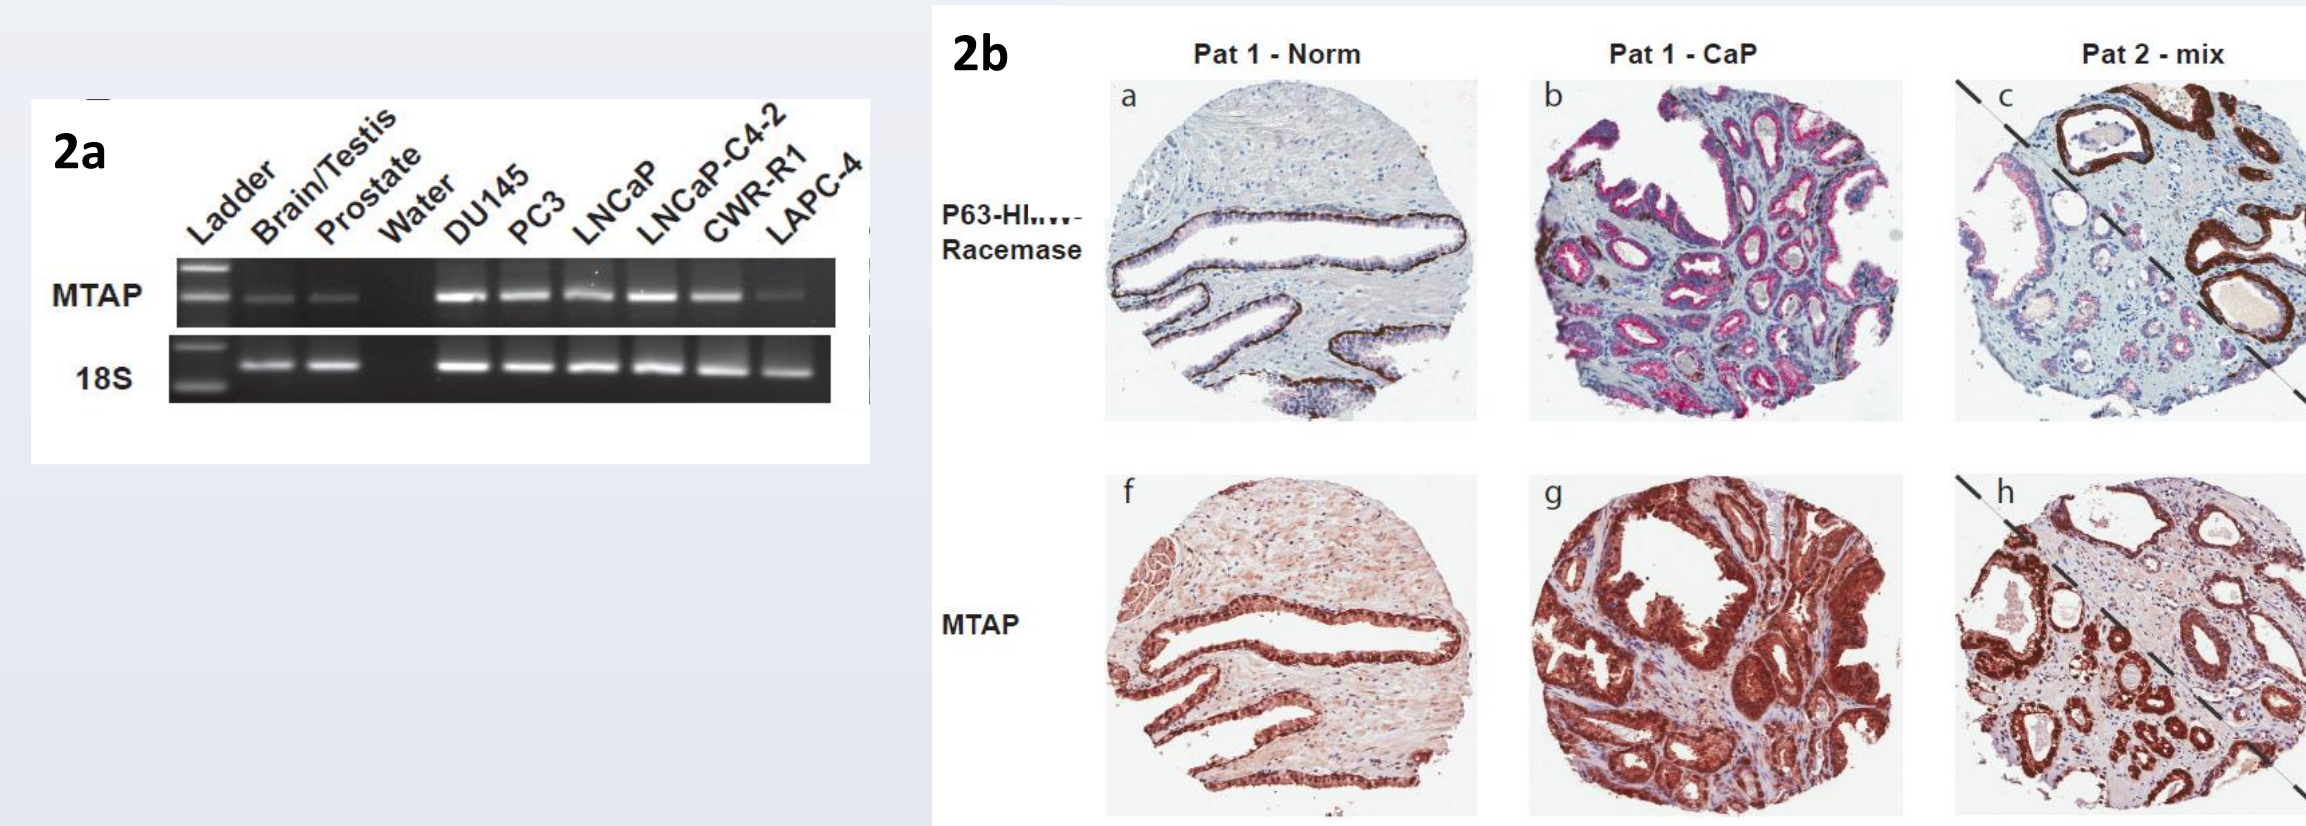 2a
Ladder
Brain/Testis
Prostate
Water
DU145
PC3
LNCaP
LNCaP-C4-2
CWR-R1
LAPC-4
MTAP
18S
2b
Pat 1 - Norm
Pat 1 - CaP
Pat 2 - mix
a
b
c
Racemase
f
g
h
MTAP